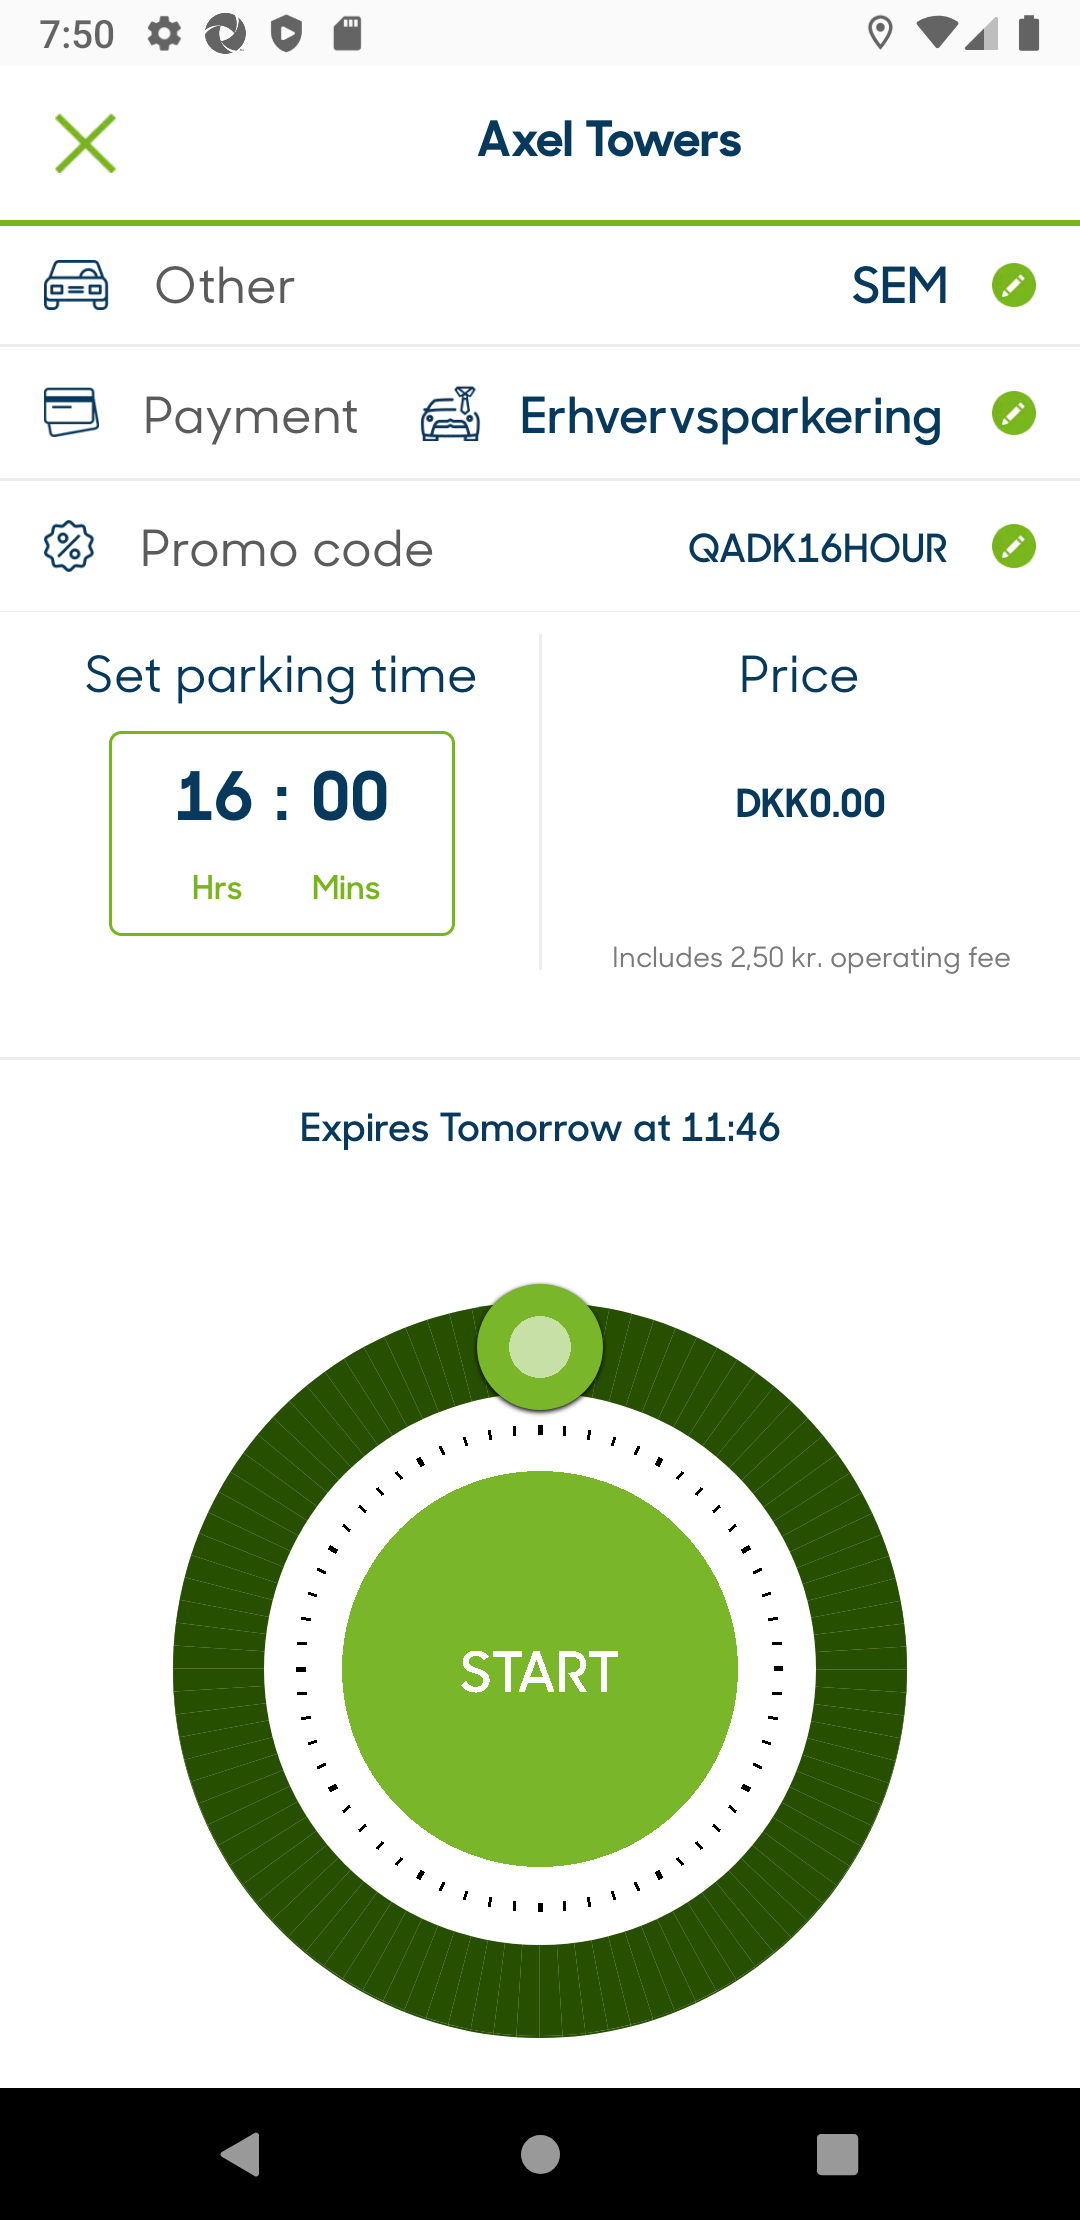 7:50
Axel Towers
Other SEM
Payment Erhvervsparkering
Promo code QADK16HOUR
Set parking time
16 : 00
Hrs Mins
Price
DKK0.00
Includes 2,50 kr. operating fee
Expires Tomorrow at 11:46
START